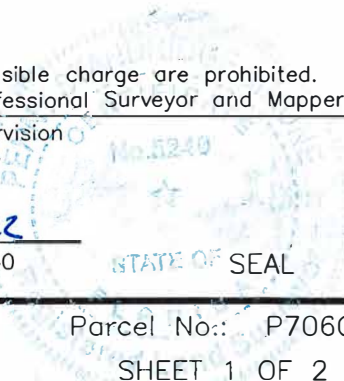 sible charge are prohibited.
fessional Surveyor and Mapper
rvision
No.5240
2
0
STATE OF
SEAL
Parcel No.: P7060
SHEET 1 OF 2